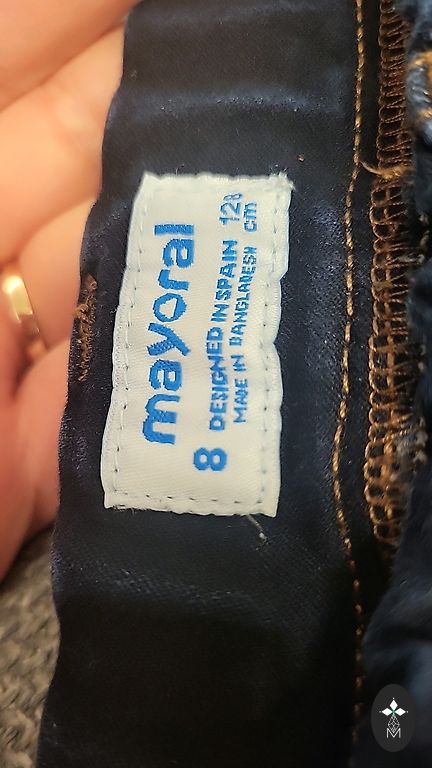 mayoral
8 DESIGNED IN SPAIN 128
MADE IN BANGLADESH cm
M